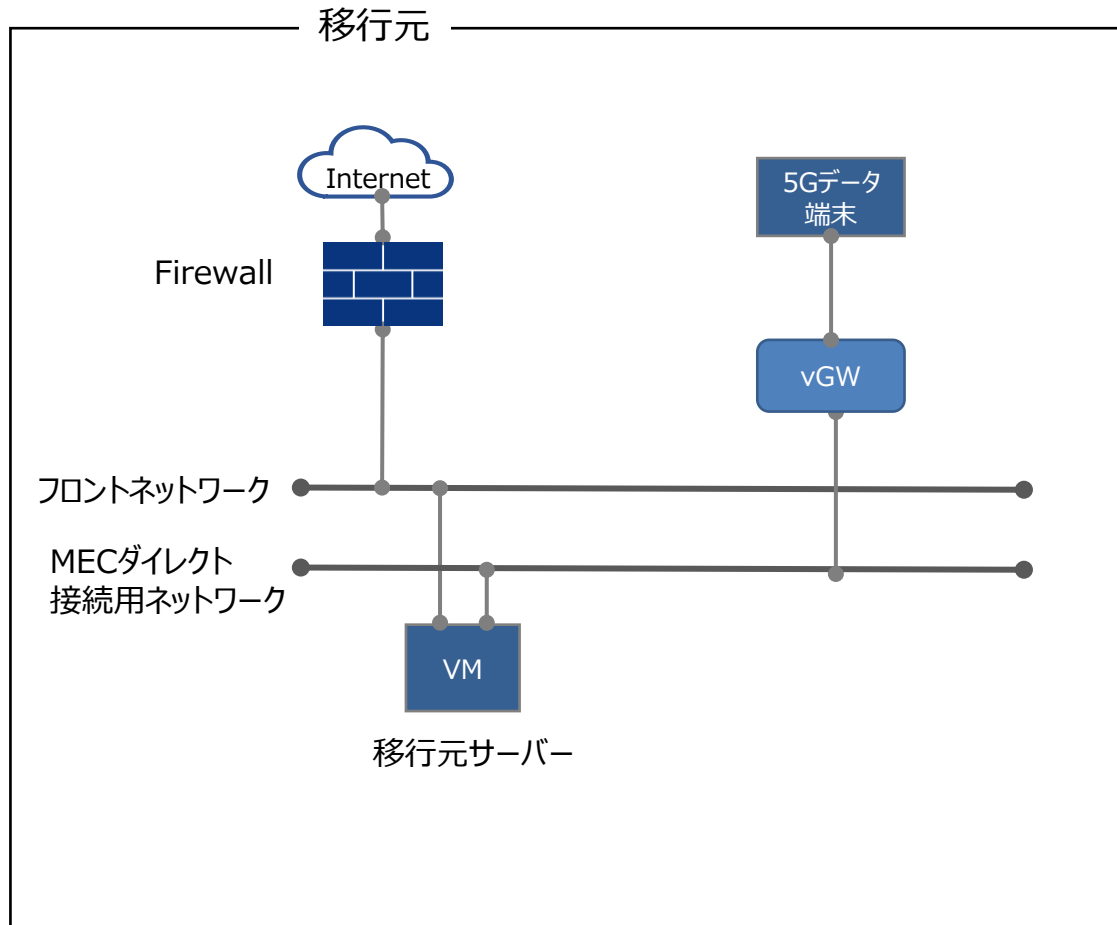 移行元
Internet
5Gデータ
端末
Firewall
vGW
フロントネットワーク
MECダイレクト
接続用ネットワーク
VM
移行元サーバー